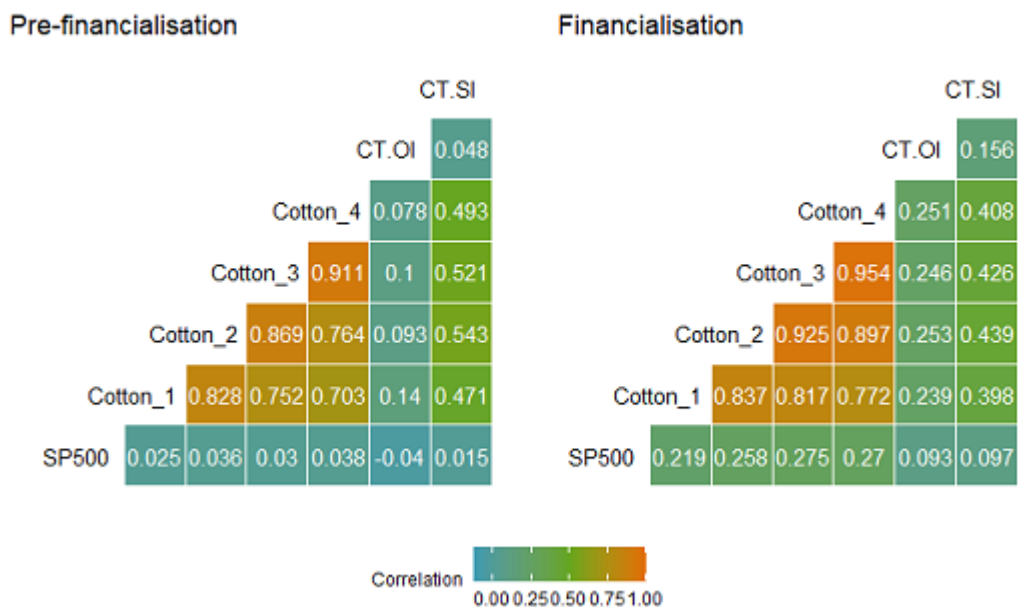 Pre-financialisation Financialisation
CT.SI CT.SI
CT.OI 0.048 CT.OI 0.156
Cotton_4 0.078 0.493 Cotton_4 0.251 0.408
Cotton_3 0.911 0.1 0.521 Cotton_3 0.954 0.246 0.426
Cotton_2 0.869 0.764 0.093 0.543 Cotton_2 0.925 0.897 0.253 0.439
Cotton_1 0.828 0.752 0.703 0.14 0.471 Cotton_1 0.837 0.817 0.772 0.239 0.398
SP500 0.025 0.036 0.03 0.038 -0.04 0.015 SP500 0.219 0.258 0.275 0.27 0.093 0.097
Correlation
0.00 0.25 0.50 0.75 1.00